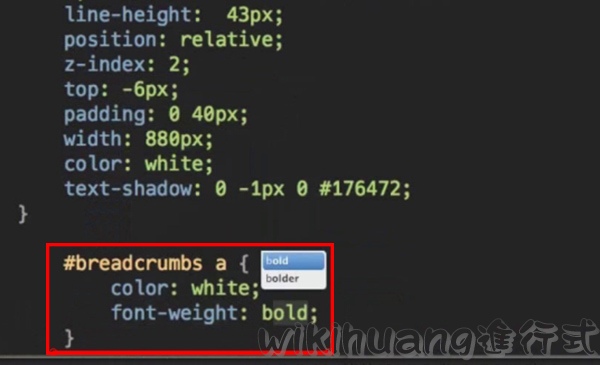 line-height: 43px;
position: relative;
z-index: 2;
top: -6px;
padding: 0 40px;
width: 880px;
color: white;
text-shadow: 0 -1px 0 #176472;
}
#breadcrumbs a {
bold
bolder
color: white;
font-weight: bold;
}
wikihuang進行式